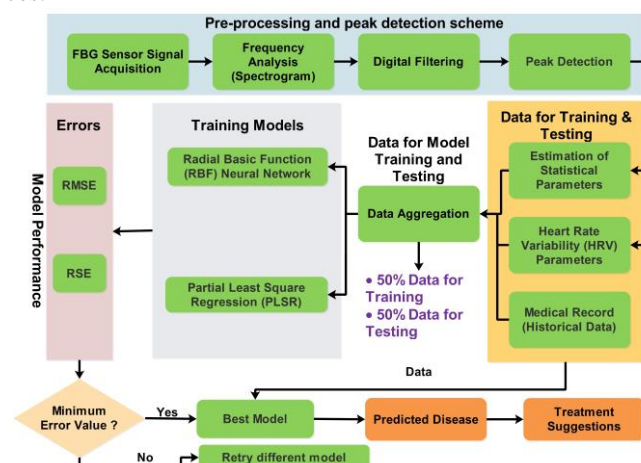 Pre-processing and peak detection scheme
FBG Sensor Signal
Acquisition
Frequency
Analysis
(Spectrogram)
Digital Filtering
Peak Detection
Errors
RMSE
RSE
Model Performance
Training Models
Radial Basic Function
(RBF) Neural Network
Partial Least Square
Regression (PLSR)
Data for Model
Training and
Testing
Data Aggregation
• 50% Data for
Training
• 50% Data for
Testing
Data for Training &
Testing
Estimation of
Statistical
Parameters
Heart Rate
Variability (HRV)
Parameters
Medical Record
(Historical Data)
Data
Minimum
Error Value ?
Yes
Best Model
Predicted Disease
Treatment
Suggestions
No
Retry different model